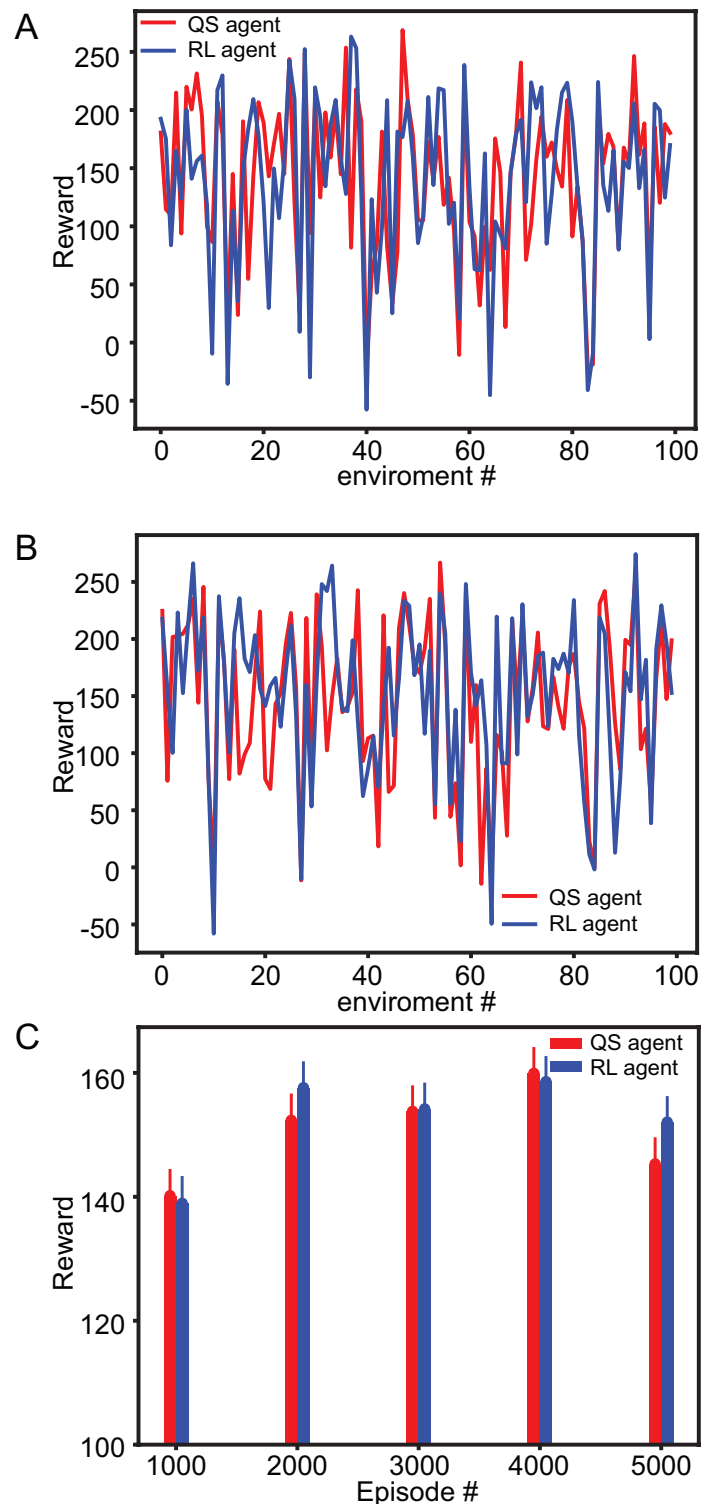 A
QS agent
RL agent
250
200
150
100
50
0
-50
Reward
0 20 40 60 80 100
enviroment #
B
250
200
150
100
50
0
-50
Reward
QS agent
RL agent
0 20 40 60 80 100
enviroment #
C
QS agent
RL agent
160
140
120
100
Reward
1000 2000 3000 4000 5000
Episode #